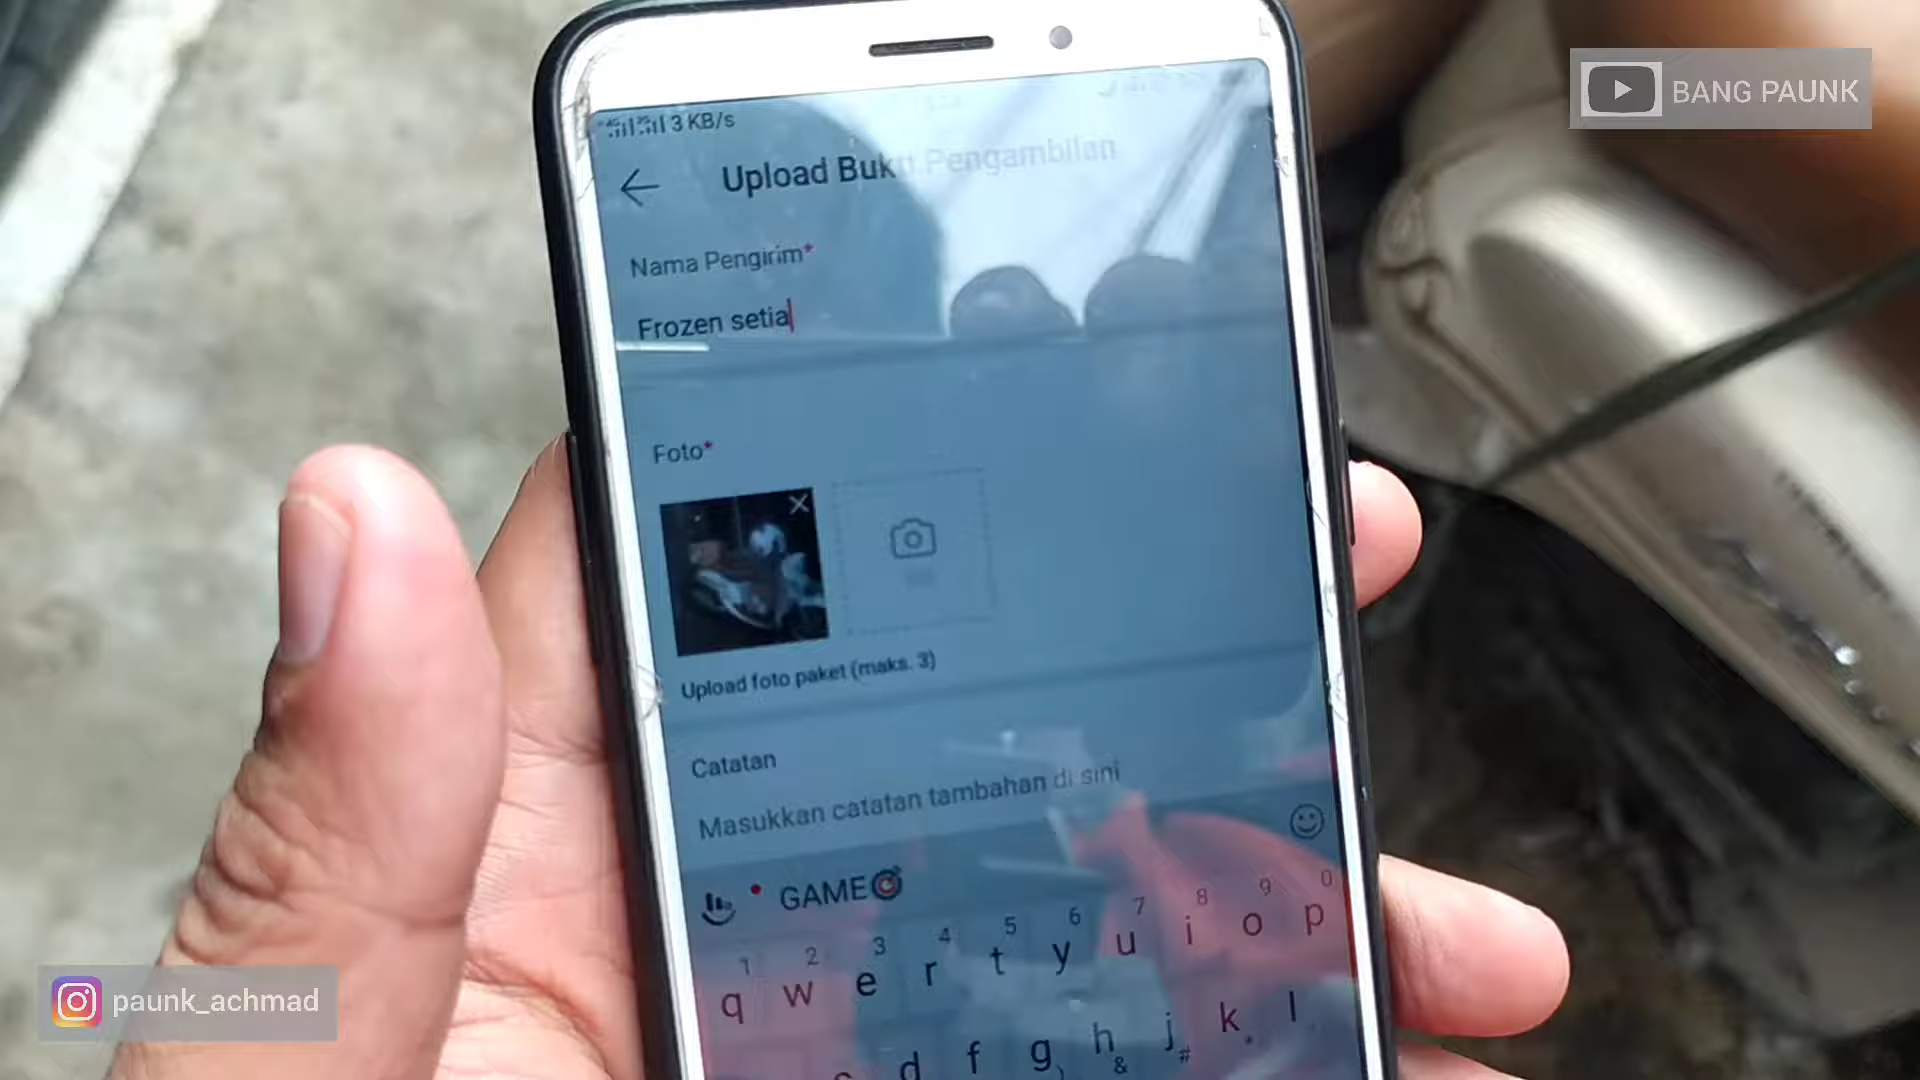 BANG PAUNK
3 KB/s
Upload Bukti Pengambilan
Nama Pengirim*
Frozen setia
Foto*
Upload foto paket (maks. 3)
Catatan
Masukkan catatan tambahan di sini
GAME
1 2 3 4 5 6 7 8 9 0
q w e r t y u i o p
d f g h j k l
& #
paunk_achmad